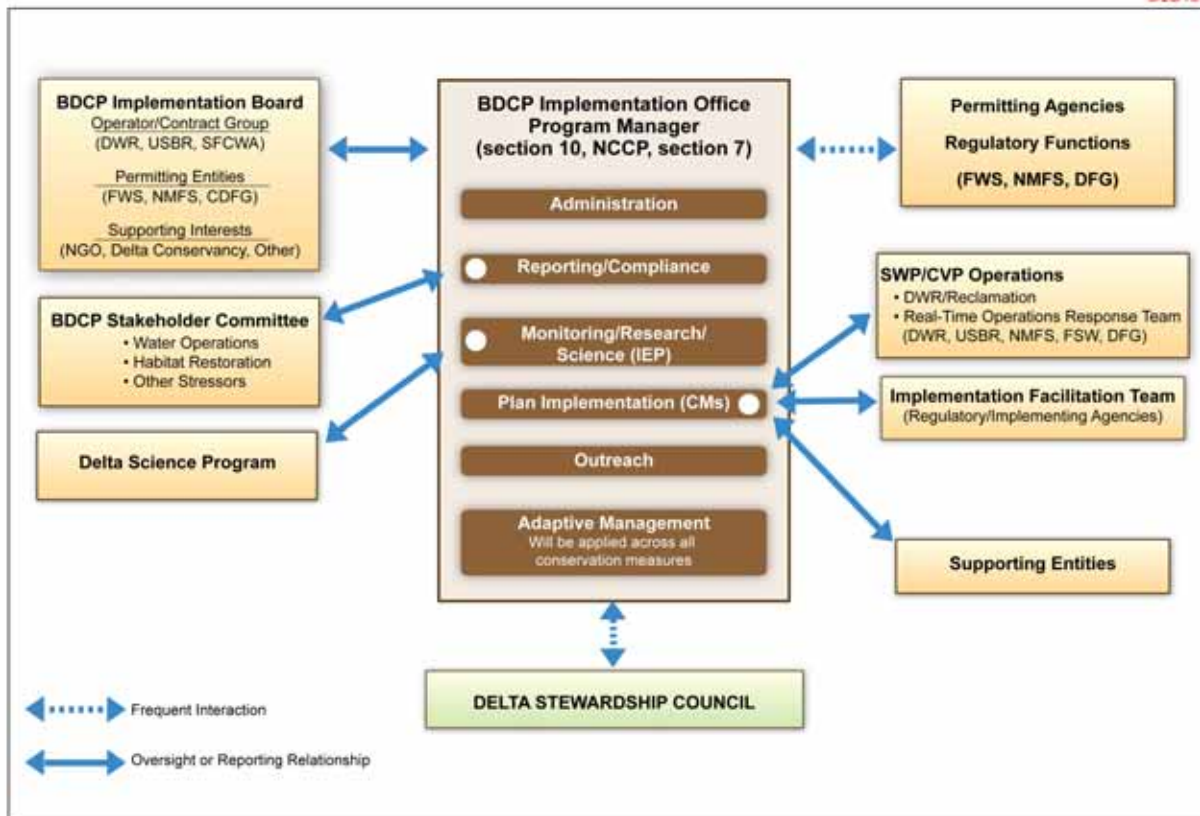 BDCP Implementation Board
Operator/Contract Group
(DWR, USBR, SFCWA)
Permitting Entities
(FWS, NMFS, CDFG)
Supporting Interests
(NGO, Delta Conservancy, Other)
BDCP Stakeholder Committee
• Water Operations
• Habitat Restoration
• Other Stressors
Delta Science Program
BDCP Implementation Office
Program Manager
(section 10, NCCP, section 7)
Administration
Reporting/Compliance
Monitoring/Research/
Science (IEP)
Plan Implementation (CMs)
Outreach
Adaptive Management
Will be applied across all
conservation measures
Permitting Agencies
Regulatory Functions
(FWS, NMFS, DFG)
SWP/CVP Operations
• DWR/Reclamation
• Real-Time Operations Response Team
(DWR, USBR, NMFS, FSW, DFG)
Implementation Facilitation Team
(Regulatory/Implementing Agencies)
Supporting Entities
DELTA STEWARDSHIP COUNCIL
Frequent Interaction
Oversight or Reporting Relationship